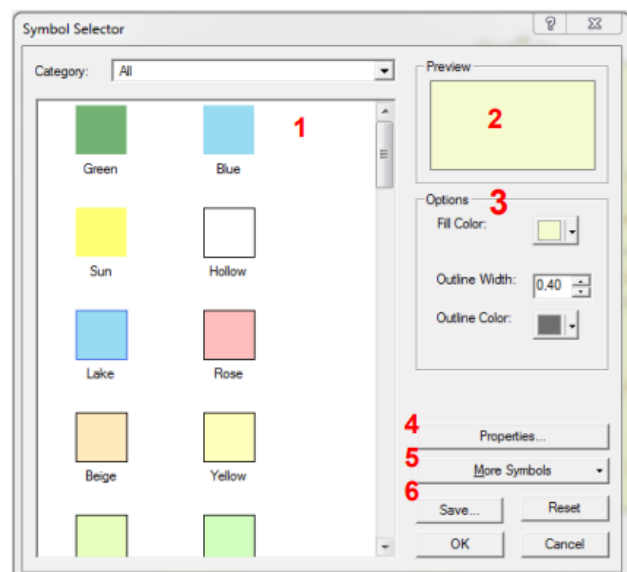 Symbol Selector
Category: All
1
Green Blue
Sun Hollow
Lake Rose
Beige Yellow
Preview
2
Options 3
Fill Color:
Outline Width: 0,40
Outline Color:
4 Properties...
5 More Symbols
6 Save... Reset
OK Cancel